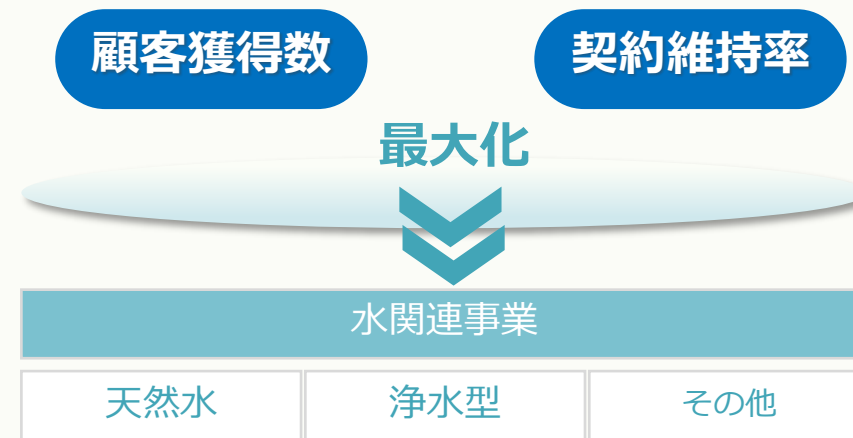 顧客獲得数
契約維持率
最大化
水関連事業
天然水
浄水型
その他